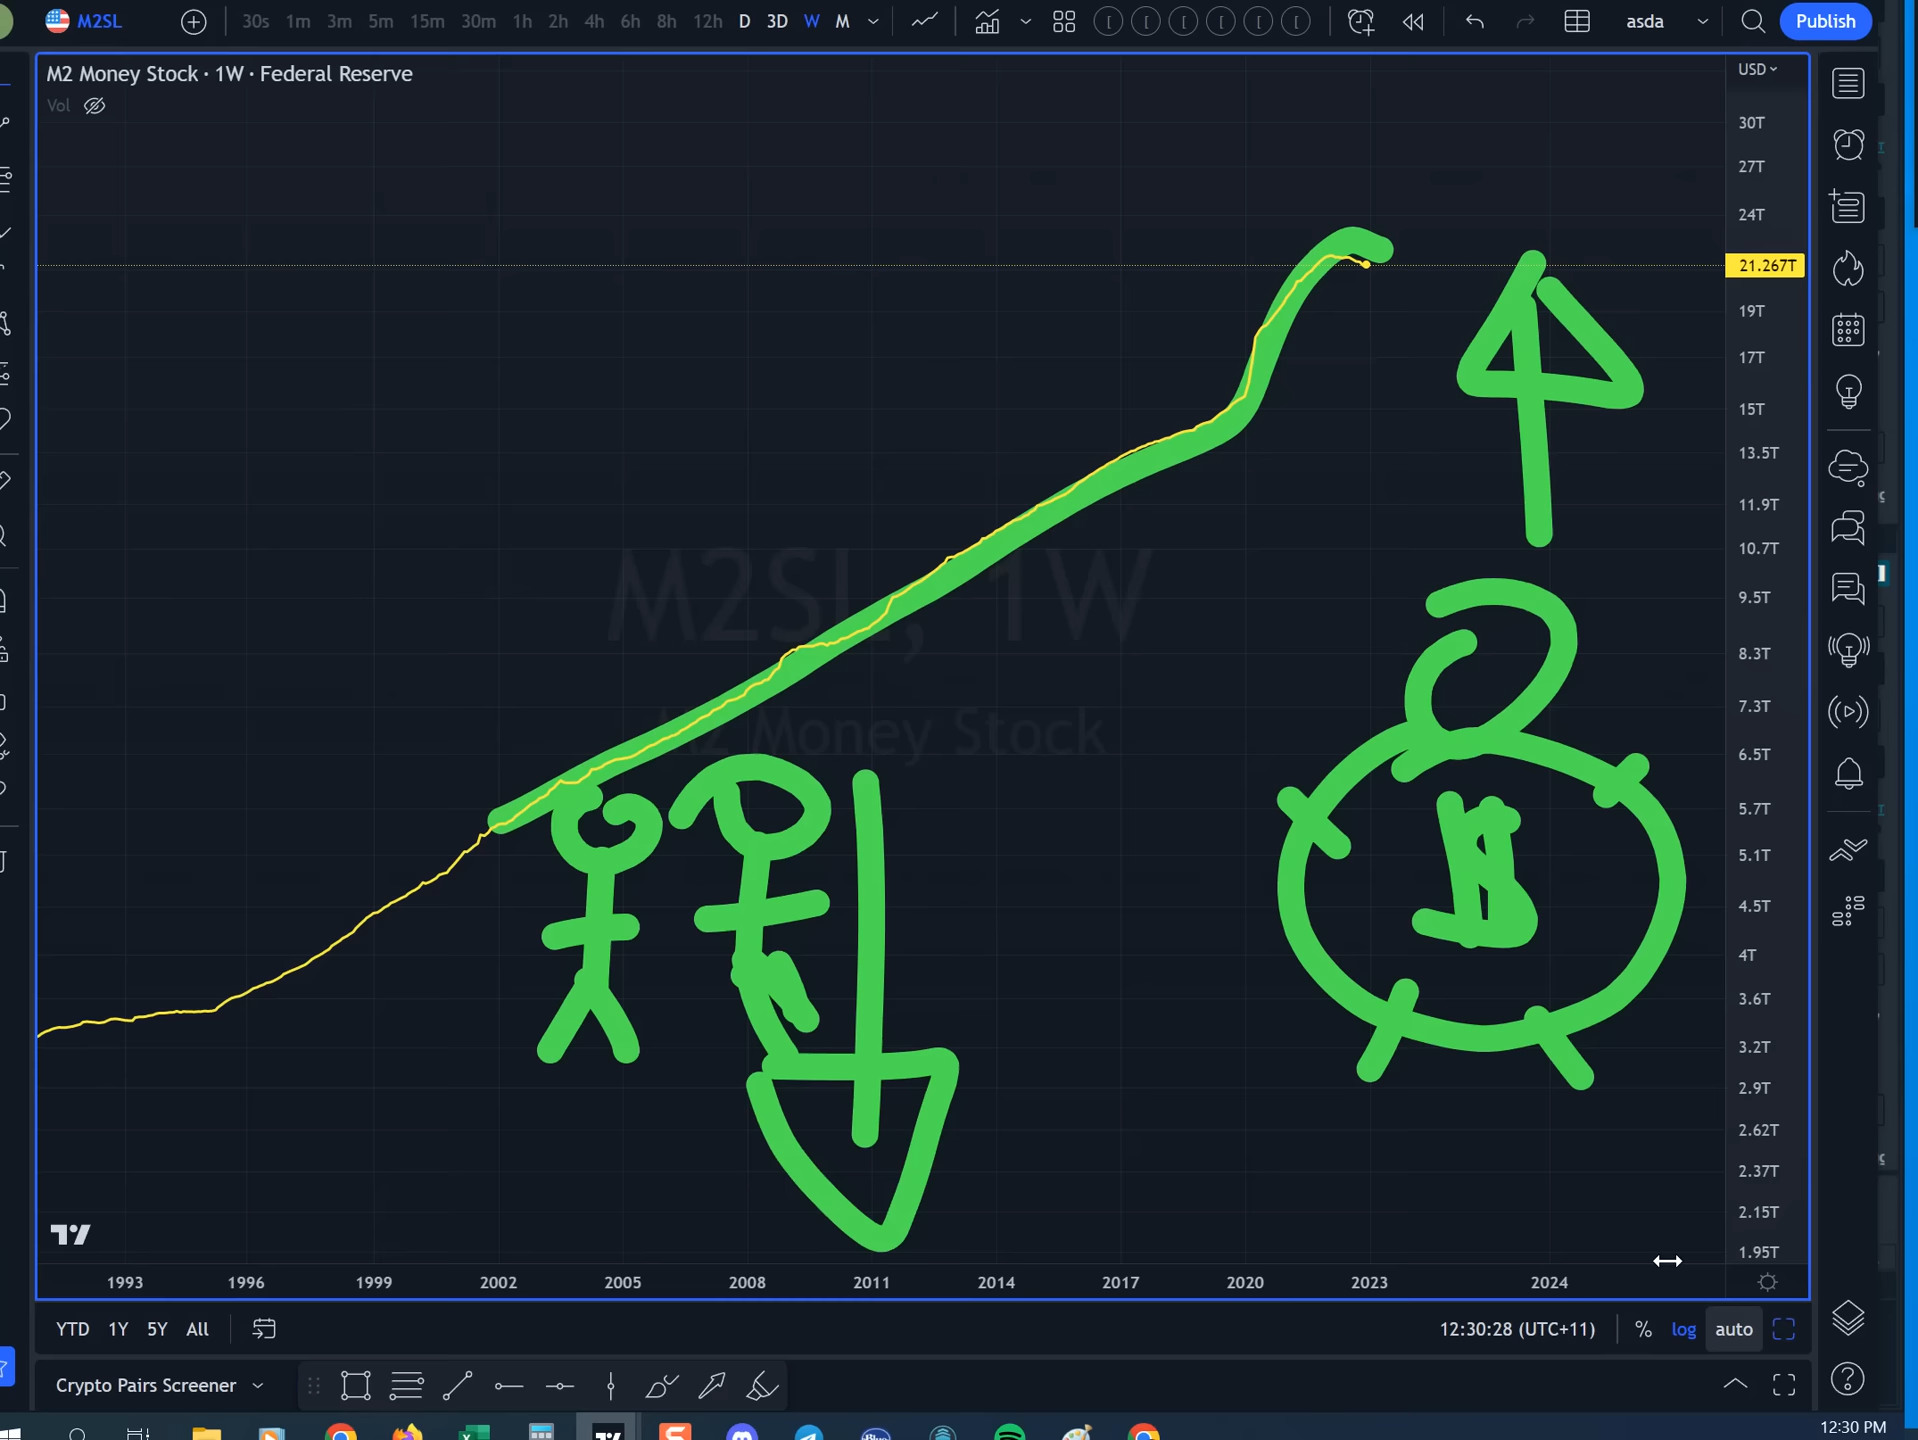 M2SL 30s 1m 3m 5m 15m 30m 1h 2h 4h 6h 8h 12h D 3D W M asda Publish
M2 Money Stock · 1W · Federal Reserve
USD
Vol
30T
27T
24T
21.267T
19T
17T
15T
13.5T
11.9T
10.7T
9.5T
8.3T
7.3T
6.5T
5.7T
5.1T
4.5T
4T
3.6T
3.2T
2.9T
2.62T
2.37T
2.15T
1.95T
M2SL, 1W
M2 Money Stock
$
1993 1996 1999 2002 2005 2008 2011 2014 2017 2020 2023 2024
YTD 1Y 5Y All 12:30:28 (UTC+11) % log auto
Crypto Pairs Screener
12:30 PM